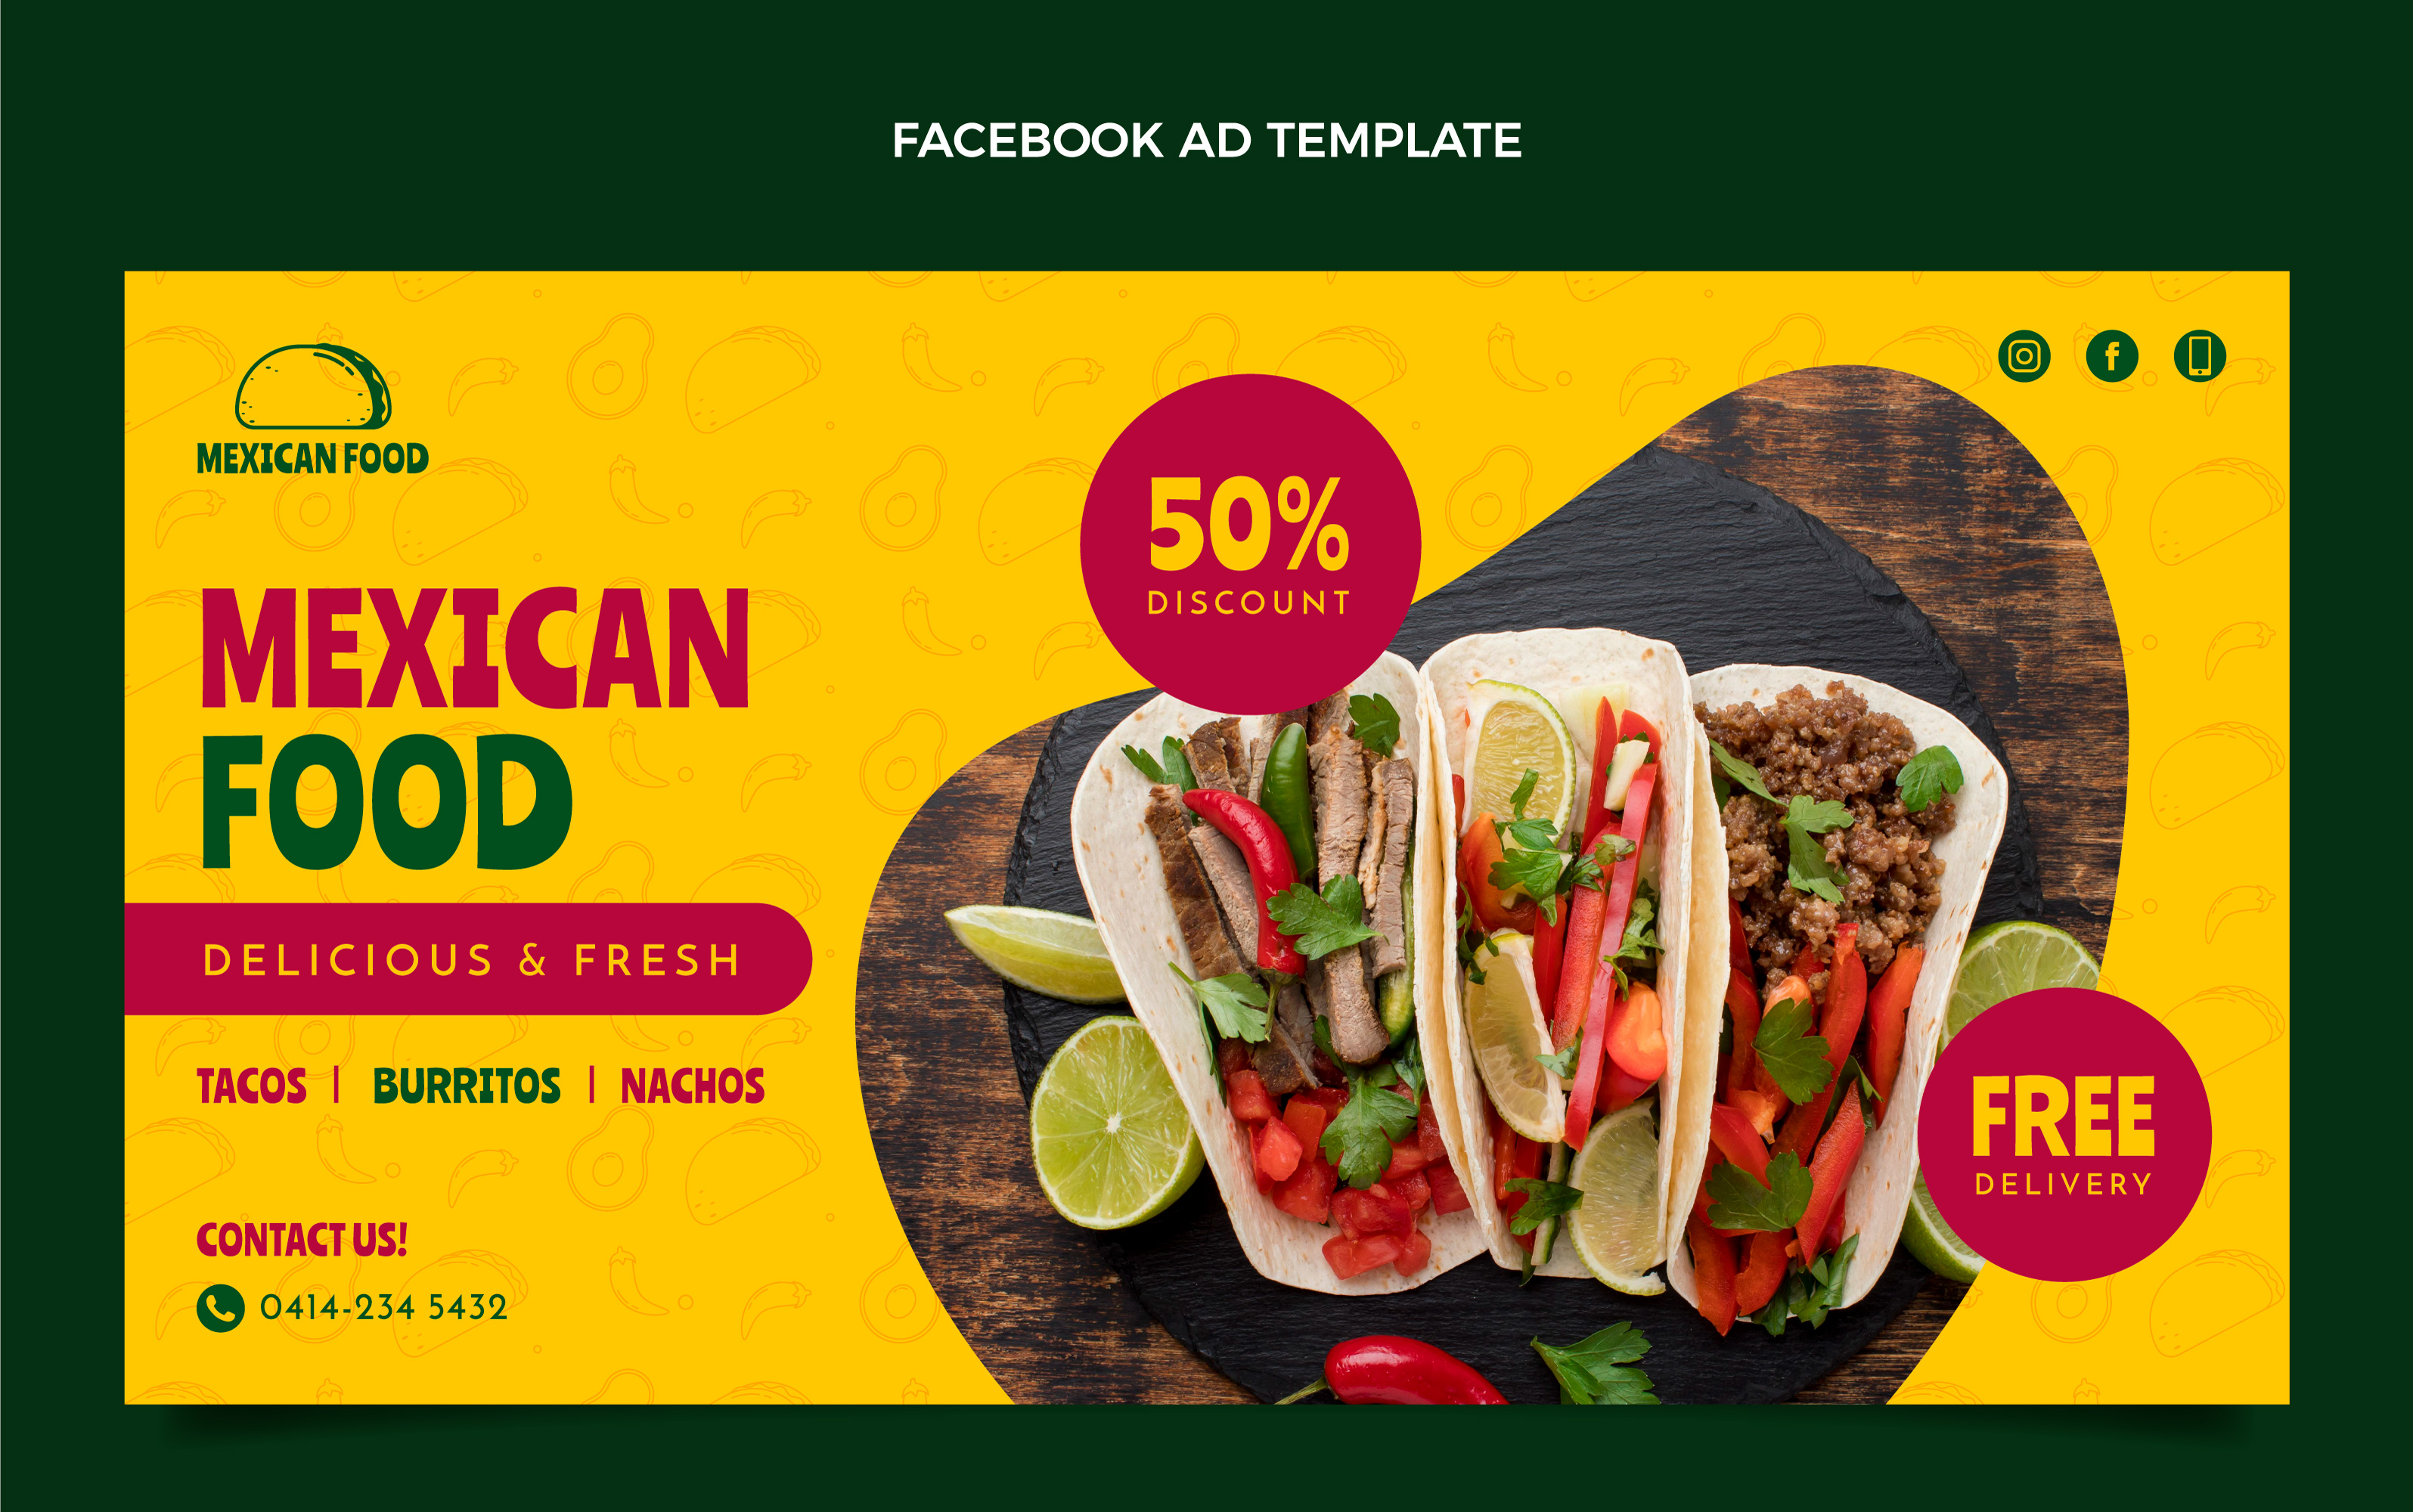 FACEBOOK AD TEMPLATE
MEXICAN FOOD
50%
DISCOUNT
MEXICAN
FOOD
DELICIOUS & FRESH
TACOS | BURRITOS | NACHOS
FREE
DELIVERY
CONTACT US!
0414-234 5432